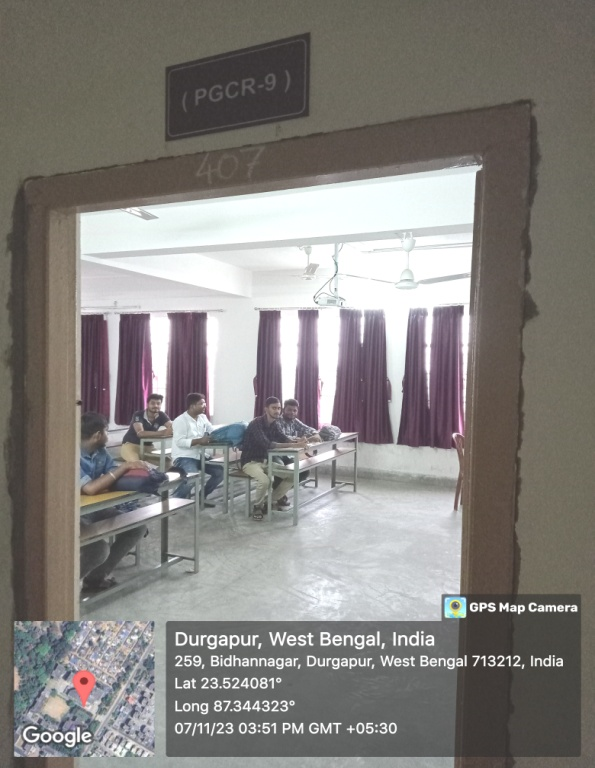 ( PGCR-9 )
407
GPS Map Camera
Durgapur, West Bengal, India
259, Bidhannagar, Durgapur, West Bengal 713212, India
Lat 23.524081°
Long 87.344323°
07/11/23 03:51 PM GMT +05:30
Google